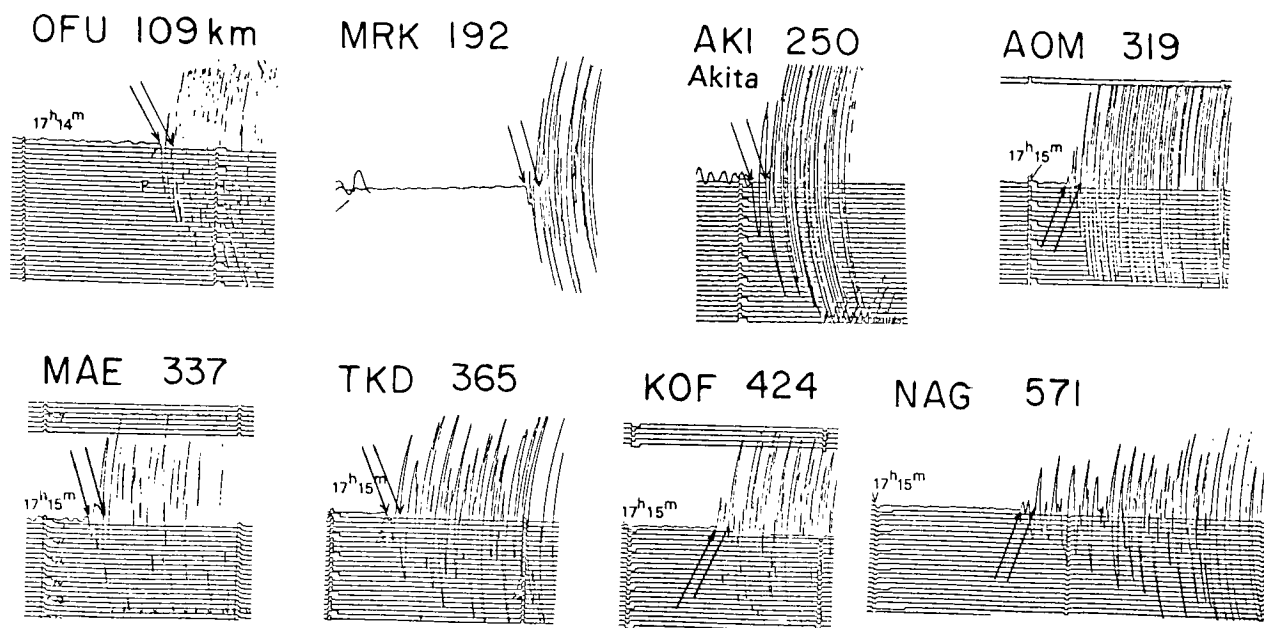 OFU 109km
MRK 192
AKI 250
Akita
AOM 319
17h14m
17h15m
MAE 337
TKD 365
KOF 424
NAG 571
17h15m
17h15m
17h15m
17h15m